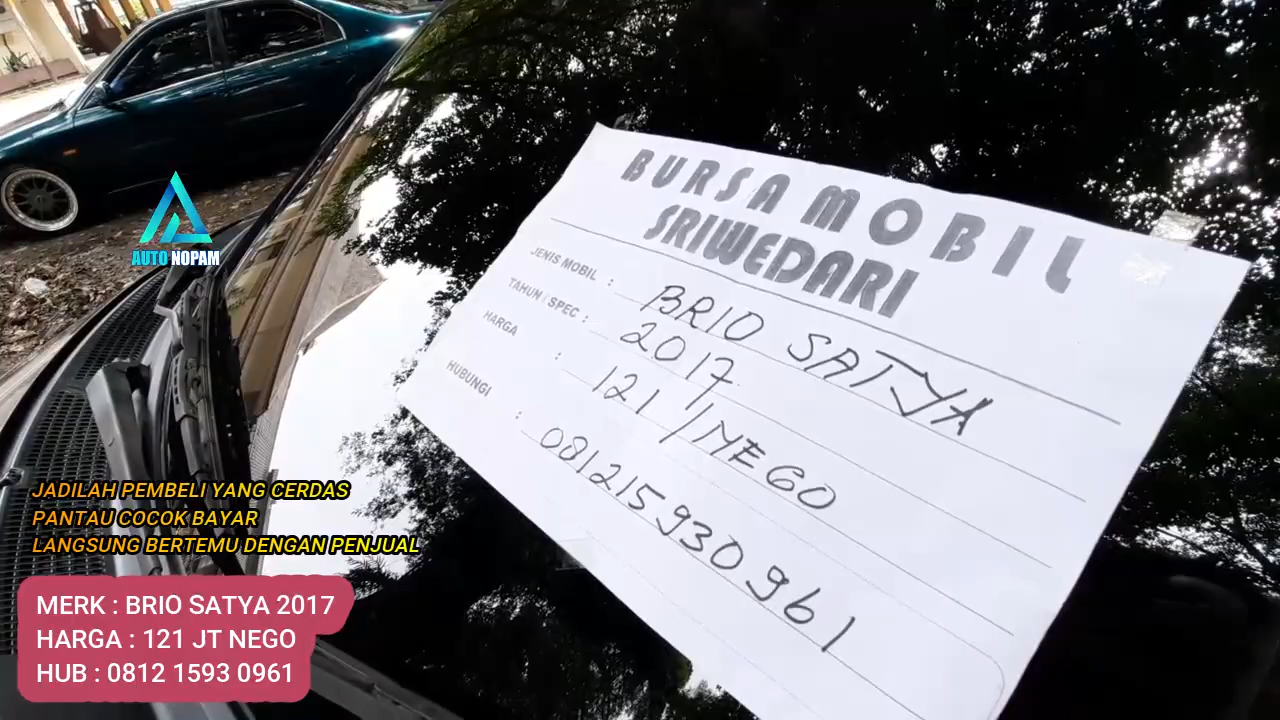 BURSA MOBIL
SRIWEDARI
JENIS MOBIL : BRIO SATYA
TAHUN / SPEC : 2017
HARGA : 121 / NEGO
HUBUNGI : 081215930961
AUTO NOPAM
JADILAH PEMBELI YANG CERDAS
PANTAU COCOK BAYAR
LANGSUNG BERTEMU DENGAN PENJUAL
MERK : BRIO SATYA 2017
HARGA : 121 JT NEGO
HUB : 0812 1593 0961